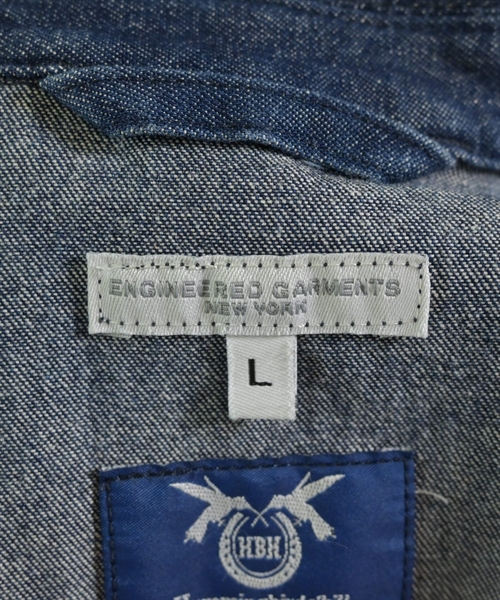 ENGINEERED GARMENTS
NEW YORK
L
HBH